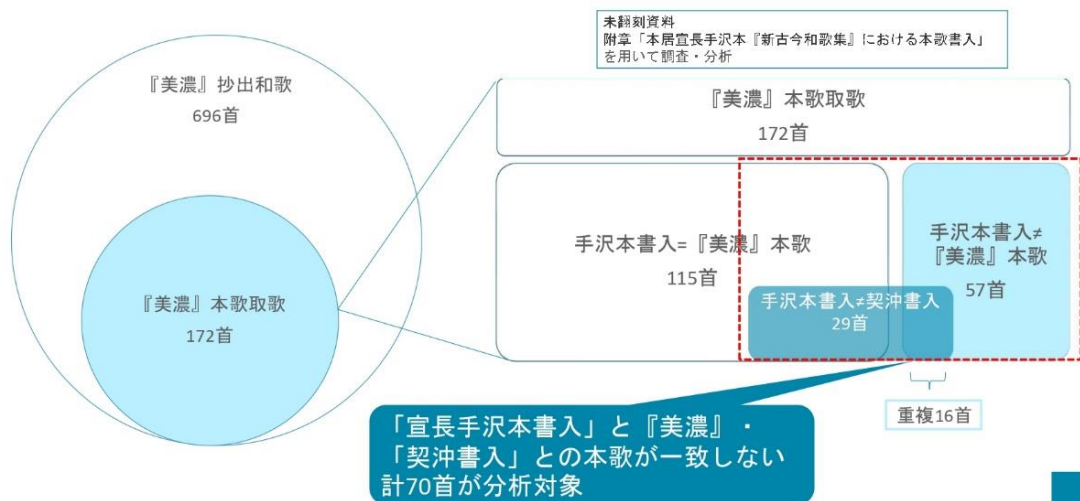 未翻刻資料
附章「本居宣長手沢本『新古今和歌集』における本歌書入」
を用いて調査・分析
『美濃』抄出和歌
696首
『美濃』本歌取歌
172首
『美濃』本歌取歌
172首
手沢本書入=『美濃』本歌
115首
手沢本書入≠
『美濃』本歌
57首
手沢本書入≠契沖書入
29首
重複16首
「宣長手沢本書入」と『美濃』・
「契沖書入」との本歌が一致しない
計70首が分析対象